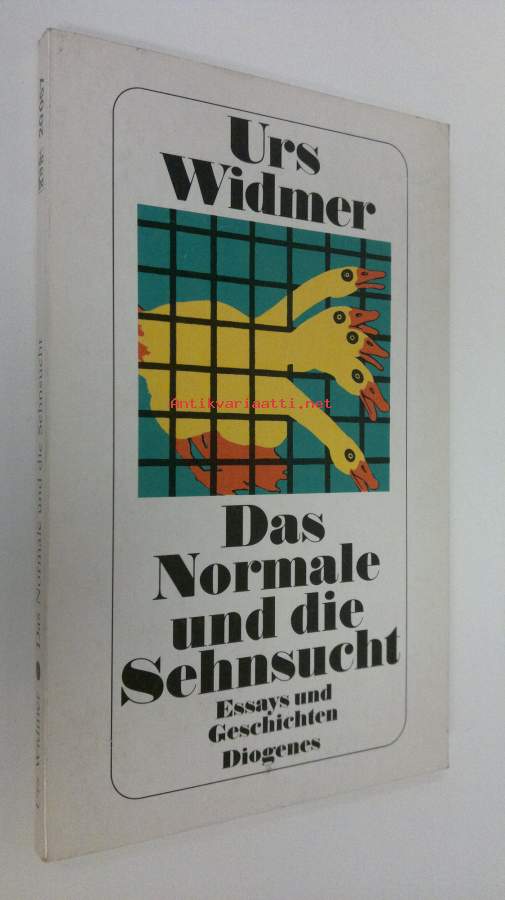 Urs
Widmer
Antikvariaatti.net
Das
Normale
und die
Sehnsucht
Essays und
Geschichten
Diogenes
Urs Widmer Das Normale und die Sehnsucht